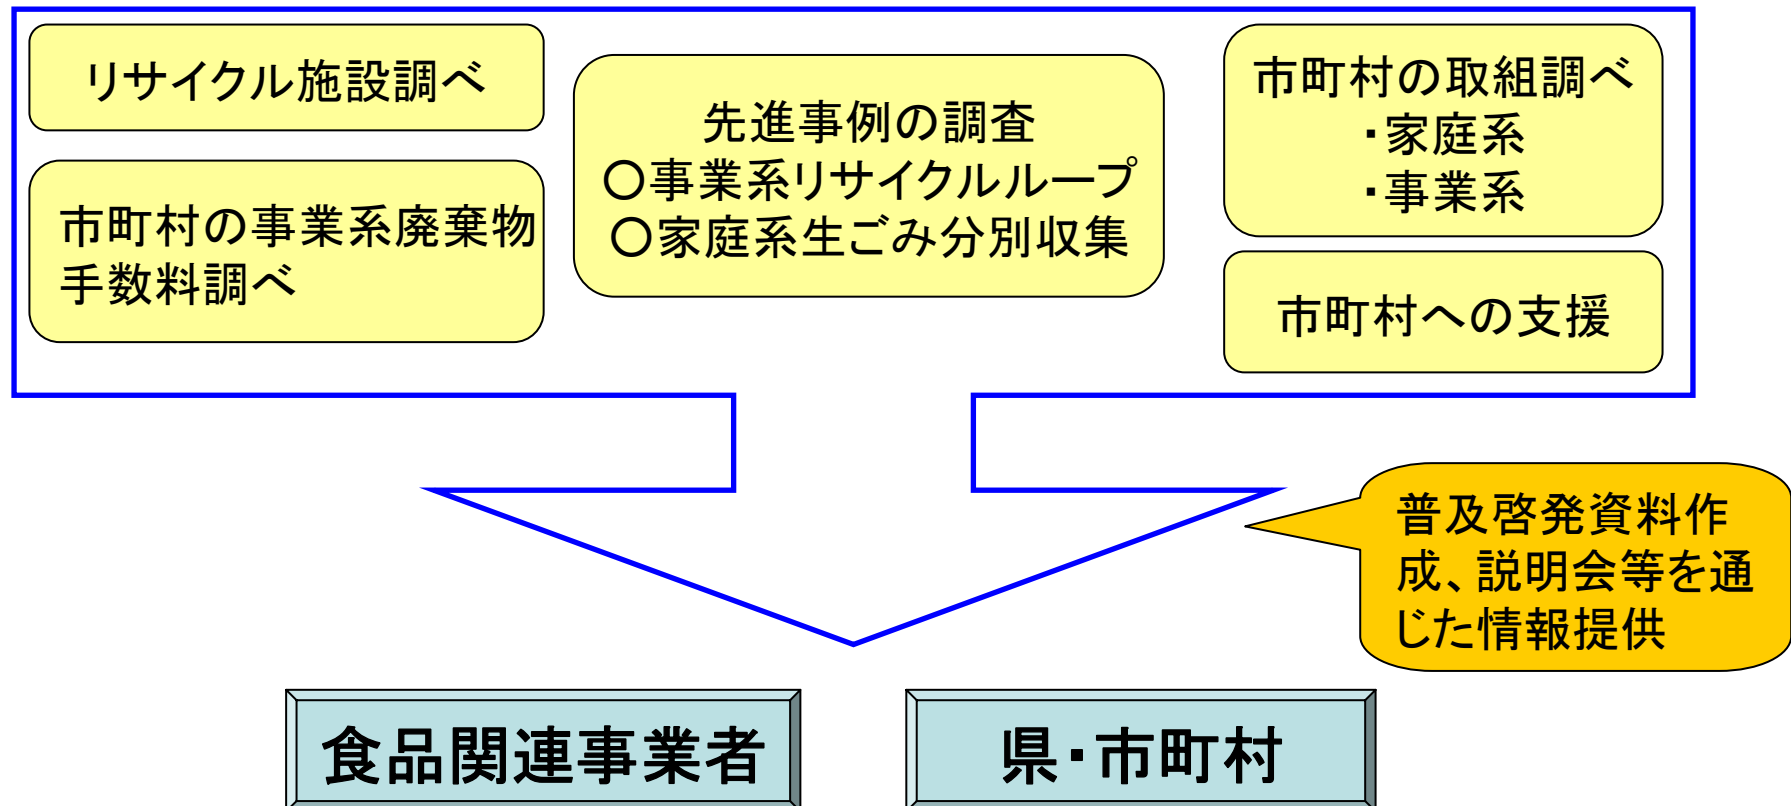 リサイクル施設調べ
市町村の事業系廃棄物
手数料調べ
先進事例の調査
○事業系リサイクルループ
○家庭系生ごみ分別収集
市町村の取組調べ
・家庭系
・事業系
市町村への支援
普及啓発資料作
成、説明会等を通
じた情報提供
食品関連事業者
県・市町村